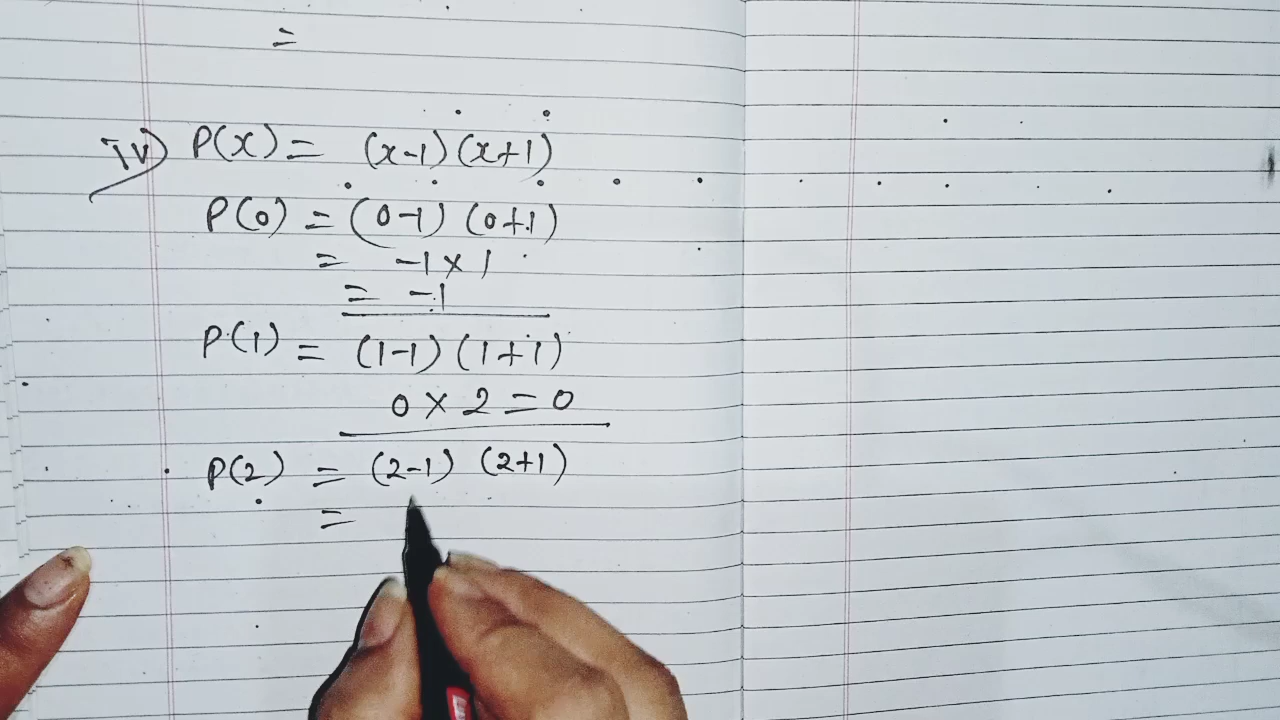 =
iv) P(x) = (x-1)(x+1)
P(0) = (0-1) (0+1)
= -1 × 1
= -1
P(1) = (1-1) (1+1)
0 × 2 = 0
P(2) = (2-1) (2+1)
=